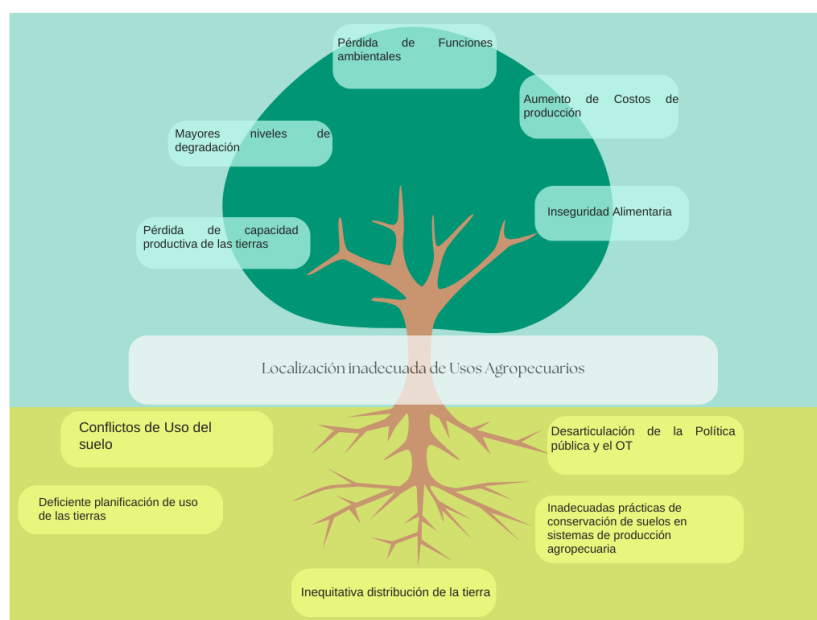 Pérdida de Funciones
ambientales
Aumento de Costos de
producción
Mayores niveles de
degradación
Inseguridad Alimentaria
Pérdida de capacidad
productiva de las tierras
Localización inadecuada de Usos Agropecuarios
Conflictos de Uso del
suelo
Desarticulación de la Política
pública y el OT
Deficiente planificación de uso
de las tierras
Inadecuadas prácticas de
conservación de suelos en
sistemas de producción
agropecuaria
Inequitativa distribución de la tierra